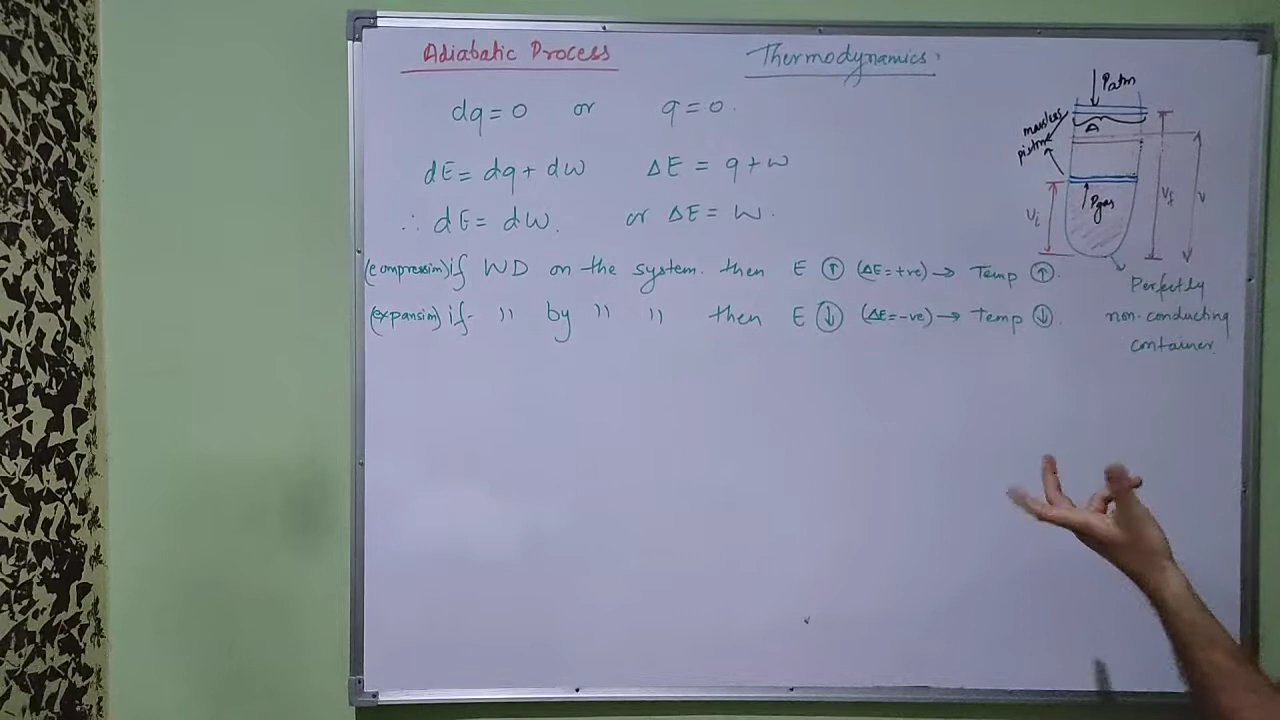 Adiabatic Process
Thermodynamics.
dq = 0 or q = 0.
dE = dq + dw ΔE = q + w
∴ dE = dw. or ΔE = w.
(compression) if WD on the system. then E ↑ (ΔE = +ve) → Temp ↑.
(expansion) if '' by '' '' then E ↓ (ΔE = -ve) → Temp ↓.
Patm
A
massless
piston
Pgas
Vi
Vf
V
Perfectly
non-conducting
container.